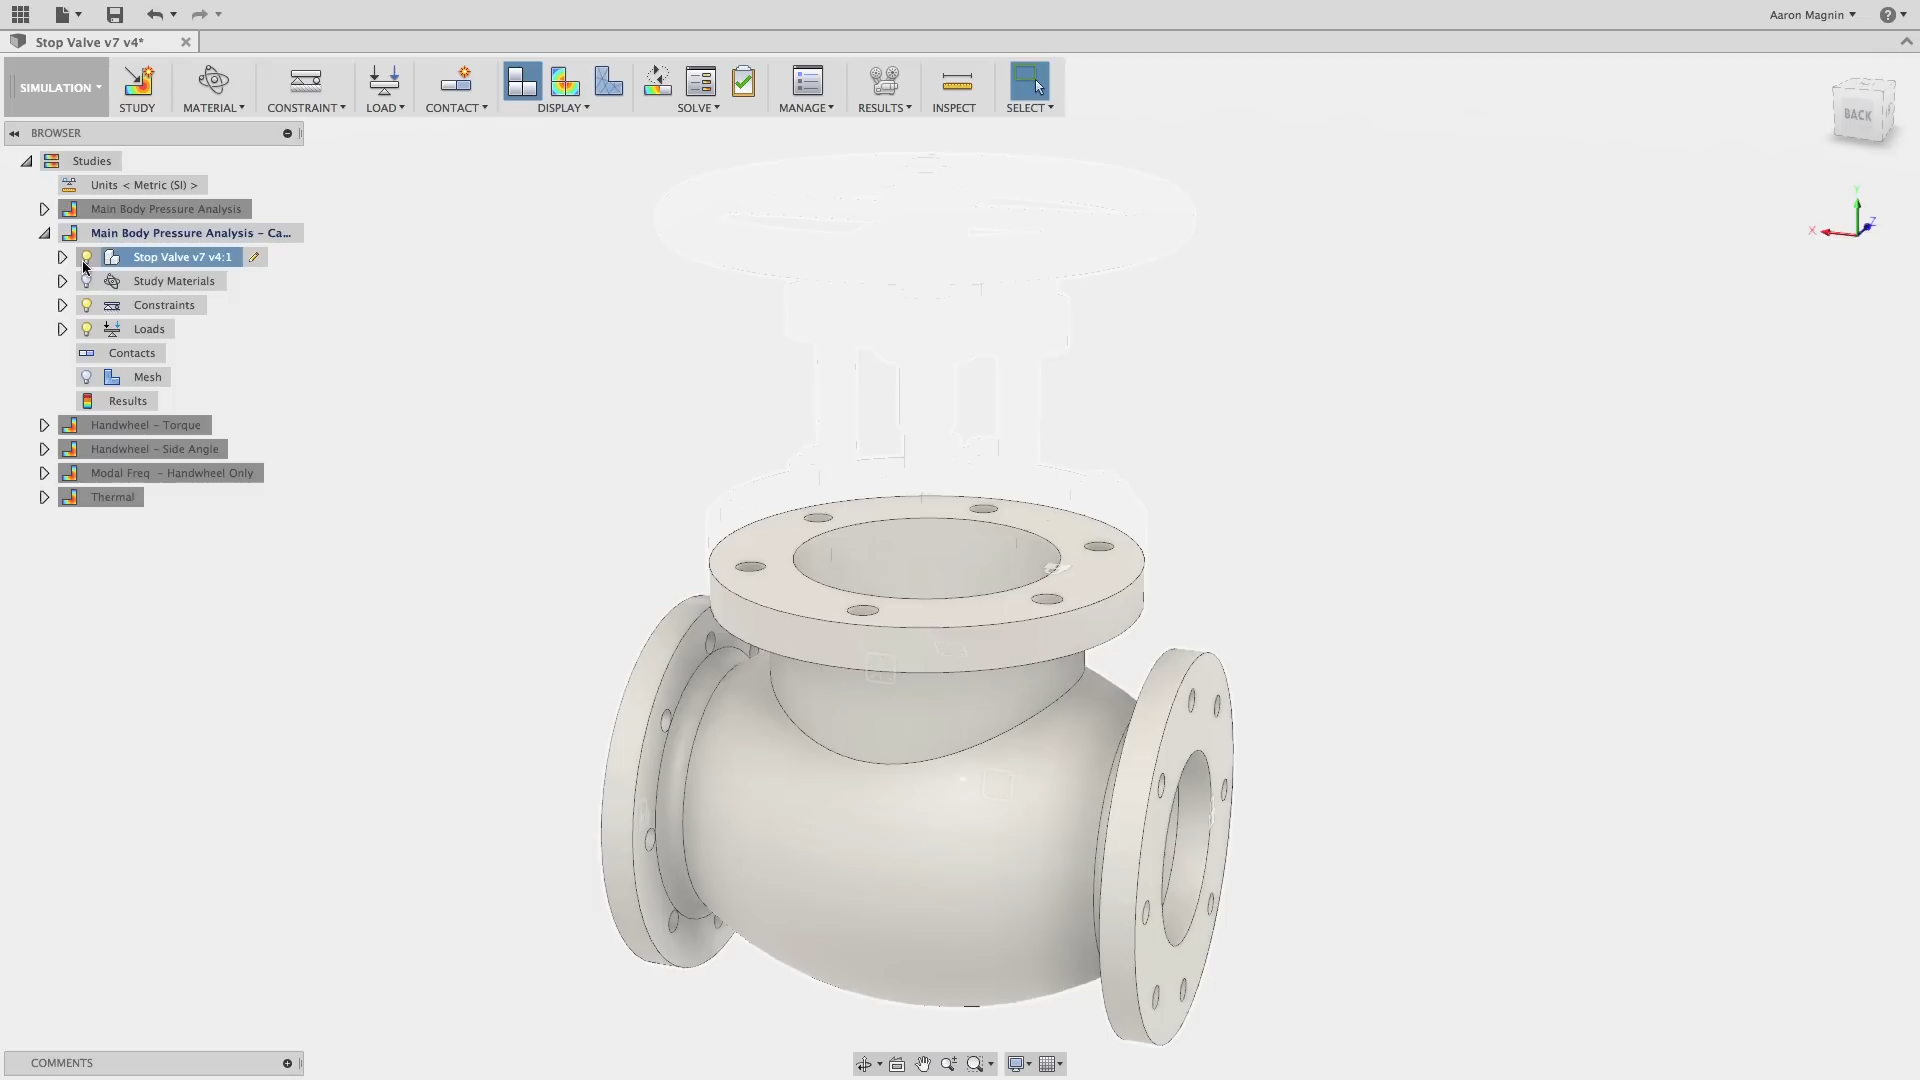 Aaron Magnin
?
Stop Valve v7 v4*
SIMULATION
STUDY
MATERIAL
CONSTRAINT
LOAD
CONTACT
DISPLAY
SOLVE
MANAGE
RESULTS
INSPECT
SELECT
BACK
BROWSER
Studies
Units < Metric (SI) >
Main Body Pressure Analysis
Main Body Pressure Analysis - Ca...
Stop Valve v7 v4:1
Study Materials
Constraints
Loads
Contacts
Mesh
Results
Handwheel - Torque
Handwheel - Side Angle
Modal Freq - Handwheel Only
Thermal
Y
X
Z
COMMENTS